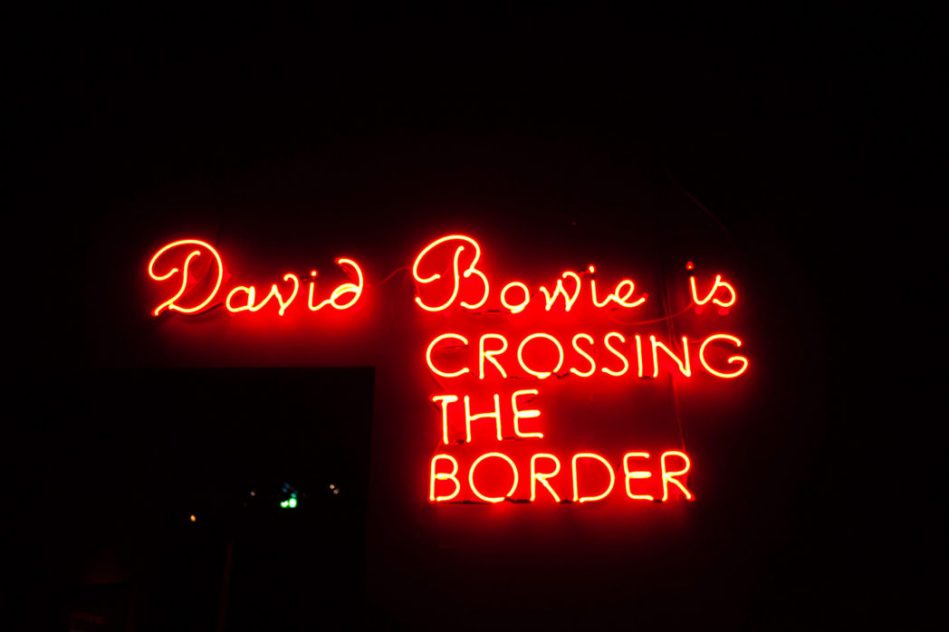 David Bowie is
CROSSING
THE
BORDER